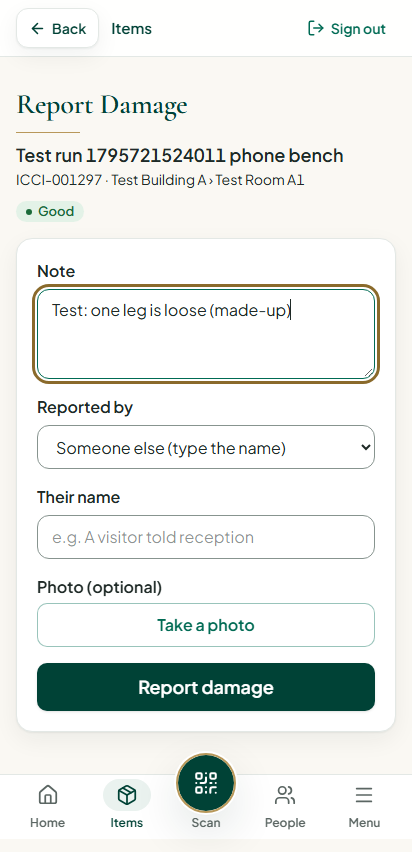 Back
Items
Sign out
Report Damage
Test run 1795721524011 phone bench
ICCI-001297 · Test Building A › Test Room A1
Good
Note
Test: one leg is loose (made-up)
Reported by
Someone else (type the name)
Their name
e.g. A visitor told reception
Photo (optional)
Take a photo
Report damage
Home
Items
Scan
People
Menu